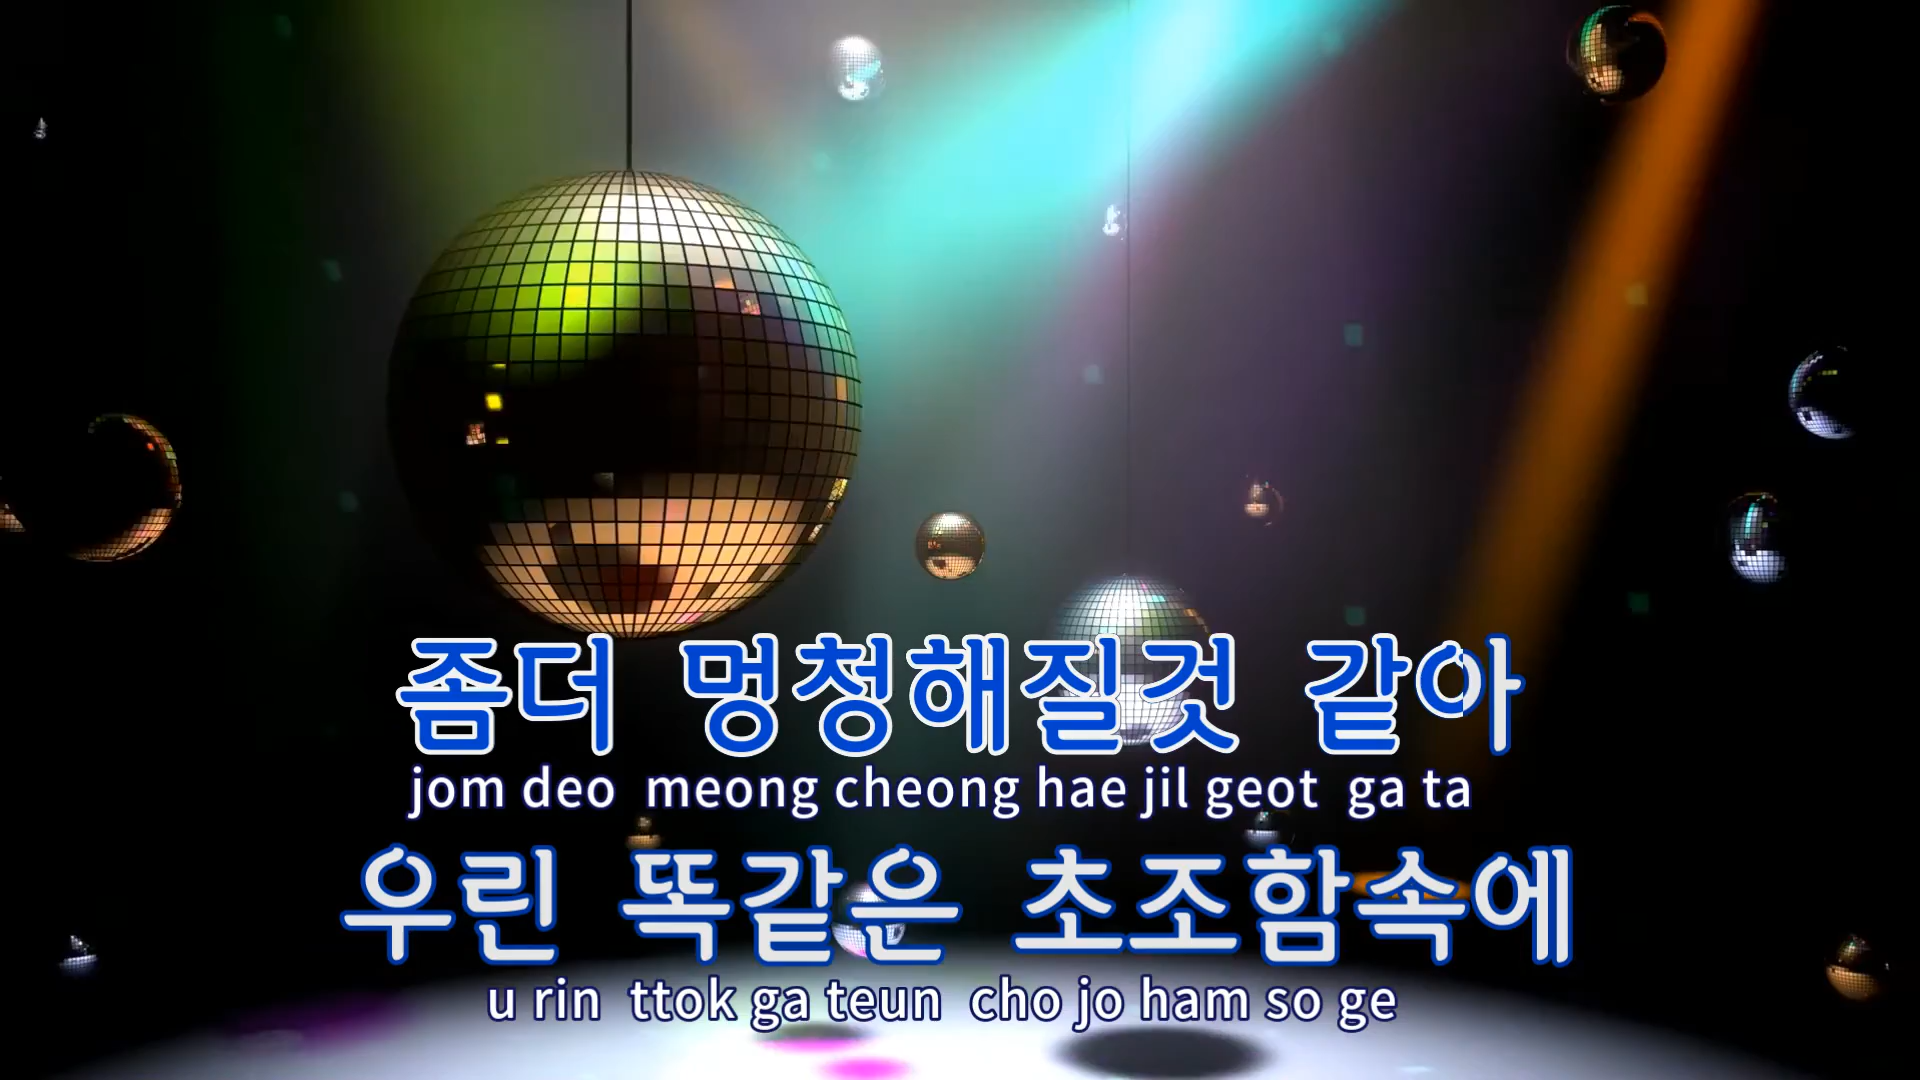 좀더 멍청해질것 같아
jom deo meong cheong hae jil geot ga ta
우린 똑같은 초조함속에
u rin ttok ga teun cho jo ham so ge